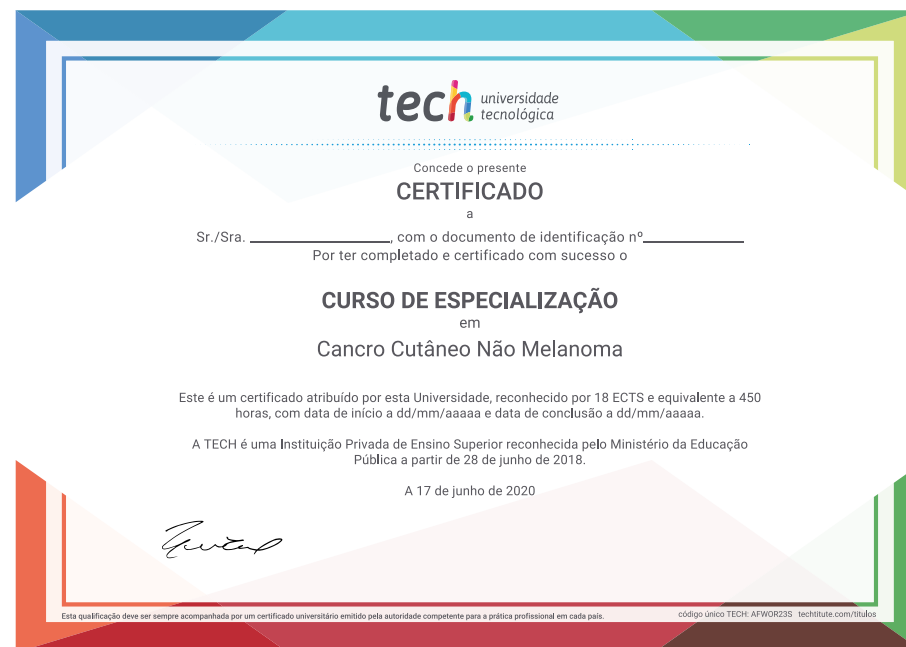 tech universidade
tecnológica
Concede o presente
CERTIFICADO
a
Sr./Sra. ____________________, com o documento de identificação nº______________
Por ter completado e certificado com sucesso o
CURSO DE ESPECIALIZAÇÃO
em
Cancro Cutâneo Não Melanoma
Este é um certificado atribuído por esta Universidade, reconhecido por 18 ECTS e equivalente a 450
horas, com data de início a dd/mm/aaaaa e data de conclusão a dd/mm/aaaaa.
A TECH é uma Instituição Privada de Ensino Superior reconhecida pelo Ministério da Educação
Pública a partir de 28 de junho de 2018.
A 17 de junho de 2020
Esta qualificação deve ser sempre acompanhada por um certificado universitário emitido pela autoridade competente para a prática profissional em cada país.
código único TECH: AFWOR23S techtitute.com/titulos